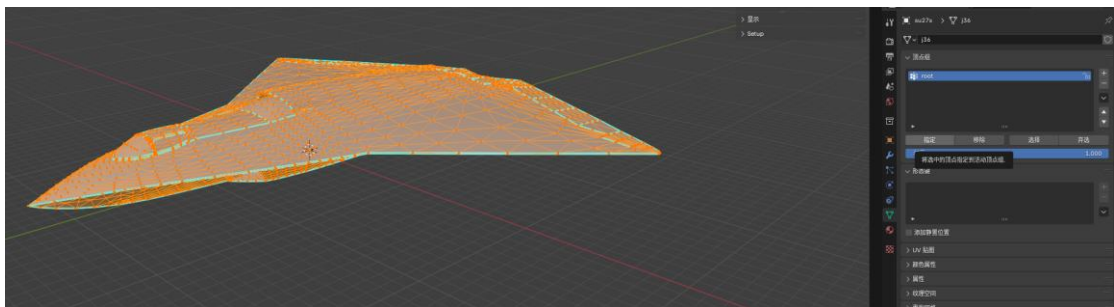 显示
Setup
su27s > j36
j36
顶点组
root
指定
移除
选择
弃选
1.000
将选中的顶点指定到活动顶点组.
形态键
添加静置位置
UV 贴图
颜色属性
属性
纹理空间